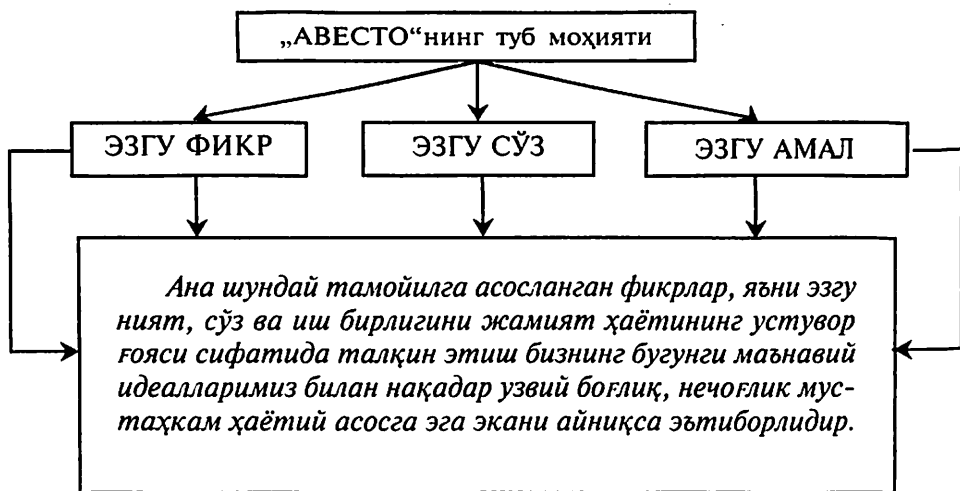 „АВЕСТО“нинг туб моҳияти
ЭЗГУ ФИКР
ЭЗГУ СЎЗ
ЭЗГУ АМАЛ
Ана шундай тамойилга асосланган фикрлар, яъни эзгу
ният, сўз ва иш бирлигини жамият ҳаётининг устувор
ғояси сифатида талқин этиш бизнинг бугунги маънавий
идеалларимиз билан нақадар узвий боғлиқ, нечоғлик мус-
таҳкам ҳаётий асосга эга экани айниқса эътиборлидир.